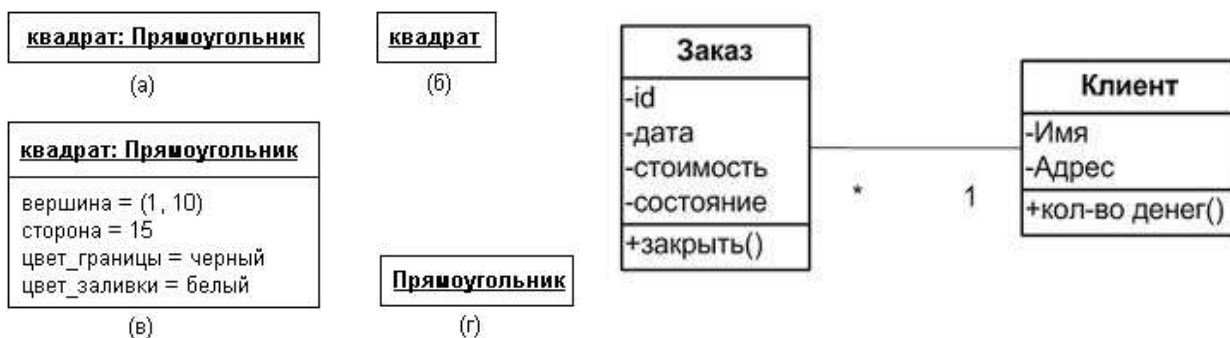 квадрат: Прямоугольник
(а)
квадрат
(б)
квадрат: Прямоугольник
вершина = (1, 10)
сторона = 15
цвет_границы = черный
цвет_заливки = белый
(в)
Прямоугольник
(г)
Заказ
-id
-дата
-стоимость
-состояние
+закрыть()
*
1
Клиент
-Имя
-Адрес
+кол-во денег()